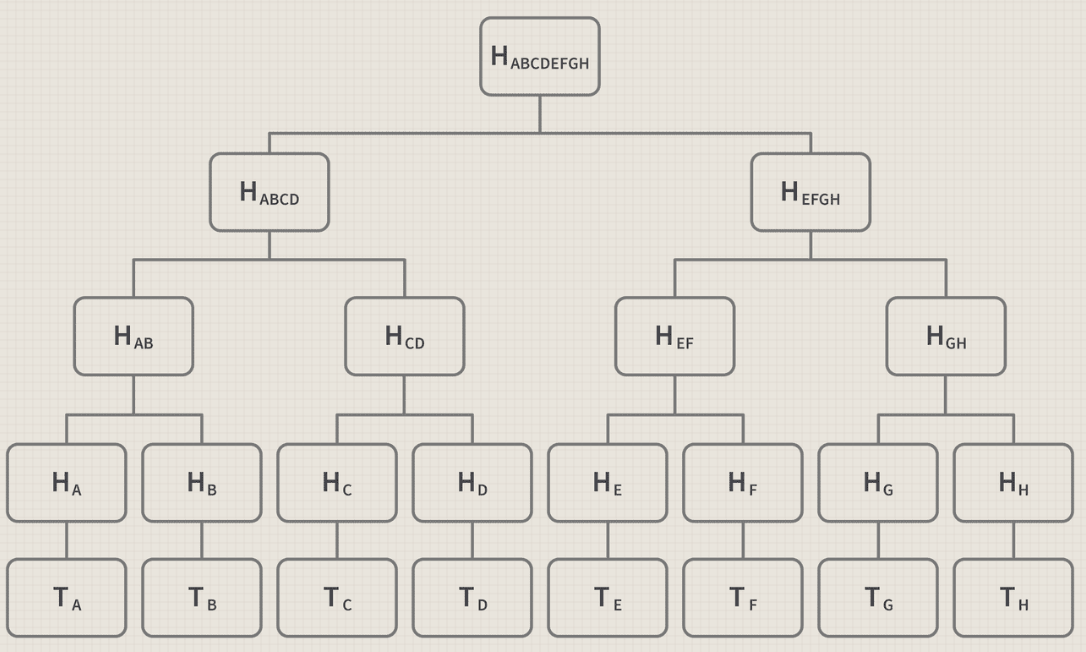 HABCDEFGH
HABCD HEFGH
HAB HCD HEF HGH
HA HB HC HD HE HF HG HH
TA TB TC TD TE TF TG TH